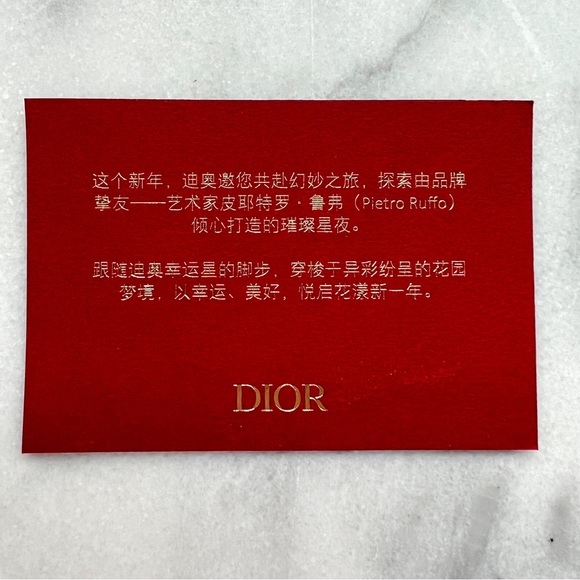 这个新年，迪奥邀您共赴幻妙之旅，探索由品牌
挚友——艺术家皮耶特罗·鲁弗（Pietro Ruffo）
倾心打造的璀璨星夜。
跟随迪奥幸运星的脚步，穿梭于异彩纷呈的花园
梦境，以幸运、美好，悦启花漾新一年。
DIOR